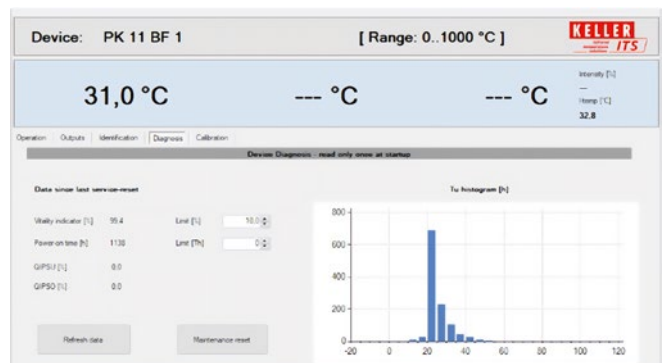 Device: PK 11 BF 1 [ Range: 0..1000 °C ] KELLER
ITS
31,0 °C --- °C --- °C
Intensity [%]
---
Htemp [°C]
32,8
Operation Outputs Identification Diagnosis Calibration
Device Diagnosis - read only once at startup
Data since last service-reset
Tu histogram [h]
Vitality indicator [%] 99.4 Limit [%] 10.0
Power on time [h] 1138 Limit [Th] 0
QIPSU [%] 0.0
QIPSO [%] 0.0
Refresh data Maintenance reset
800
600
400
200
0
-20 0 20 40 60 80 100 120